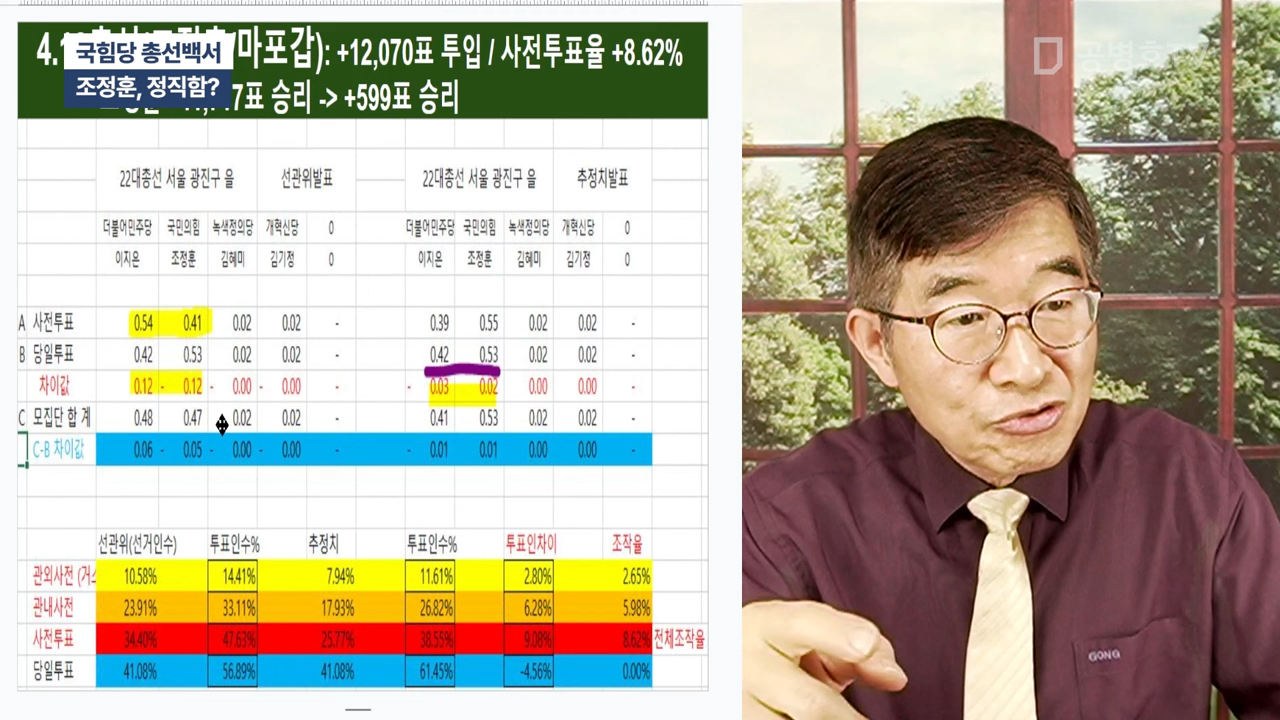 국힘당 총선백서
조정훈, 정직함?
(마포갑): +12,070표 투입 / 사전투표율 +8.62%
7표 승리 -> +599표 승리
22대총선 서울 광진구 을 선관위발표 22대총선 서울 광진구 을 추정치발표
더불어민주당 국민의힘 녹색정의당 개혁신당 0 더불어민주당 국민의힘 녹색정의당 개혁신당 0
이지은 조정훈 김혜미 김기정 0 이지은 조정훈 김혜미 김기정 0
A 사전투표 0.54 0.41 0.02 0.02 - 0.39 0.55 0.02 0.02 -
B 당일투표 0.42 0.53 0.02 0.02 - 0.42 0.53 0.02 0.02 -
차이값 0.12 - 0.12 - 0.00 - 0.00 - - 0.03 0.02 0.00 0.00 -
C 모집단 합 계 0.48 0.47 0.02 0.02 - 0.41 0.53 0.02 0.02 -
C-B 차이값 0.06 - 0.05 - 0.00 - 0.00 - - 0.01 0.01 0.00 0.00 -
선관위(선거인수) 투표인수% 추정치 투표인수% 투표인차이 조작율
관외사전 10.58% 14.41% 7.94% 11.61% 2.80% 2.65%
관내사전 23.91% 33.11% 17.93% 26.82% 6.28% 5.98%
사전투표 34.40% 47.63% 25.77% 38.55% 9.08% 8.62% 전체조작율
당일투표 41.08% 56.89% 41.08% 61.45% -4.56% 0.00%
공병호TV
GONG